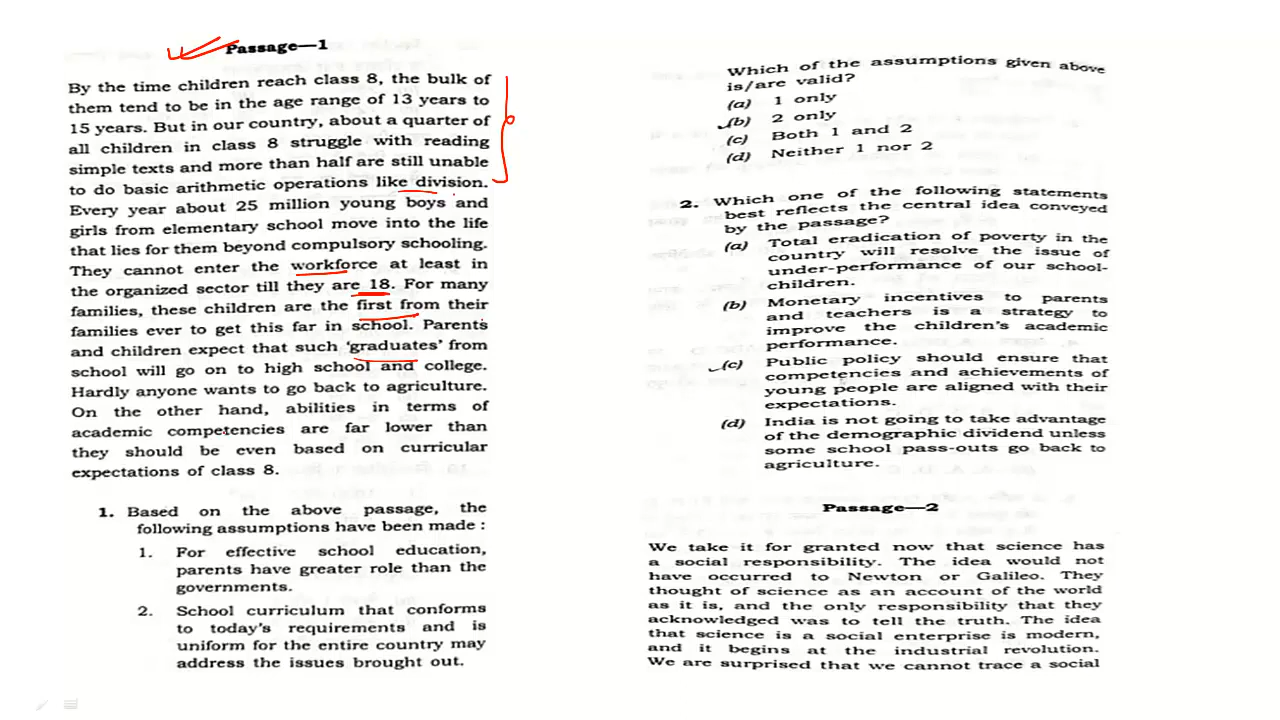 Passage—1
By the time children reach class 8, the bulk of
them tend to be in the age range of 13 years to
15 years. But in our country, about a quarter of
all children in class 8 struggle with reading
simple texts and more than half are still unable
to do basic arithmetic operations like division.
Every year about 25 million young boys and
girls from elementary school move into the life
that lies for them beyond compulsory schooling.
They cannot enter the workforce at least in
the organized sector till they are 18. For many
families, these children are the first from their
families ever to get this far in school. Parents
and children expect that such 'graduates' from
school will go on to high school and college.
Hardly anyone wants to go back to agriculture.
On the other hand, abilities in terms of
academic competencies are far lower than
they should be even based on curricular
expectations of class 8.
1. Based on the above passage, the
following assumptions have been made :
1. For effective school education,
parents have greater role than the
governments.
2. School curriculum that conforms
to today's requirements and is
uniform for the entire country may
address the issues brought out.
Which of the assumptions given above
is/are valid?
(a) 1 only
(b) 2 only
(c) Both 1 and 2
(d) Neither 1 nor 2
2. Which one of the following statements
best reflects the central idea conveyed
by the passage?
(a) Total eradication of poverty in the
country will resolve the issue of
under-performance of our school-
children.
(b) Monetary incentives to parents
and teachers is a strategy to
improve the children's academic
performance.
(c) Public policy should ensure that
competencies and achievements of
young people are aligned with their
expectations.
(d) India is not going to take advantage
of the demographic dividend unless
some school pass-outs go back to
agriculture.
Passage—2
We take it for granted now that science has
a social responsibility. The idea would not
have occurred to Newton or Galileo. They
thought of science as an account of the world
as it is, and the only responsibility that they
acknowledged was to tell the truth. The idea
that science is a social enterprise is modern,
and it begins at the industrial revolution.
We are surprised that we cannot trace a social